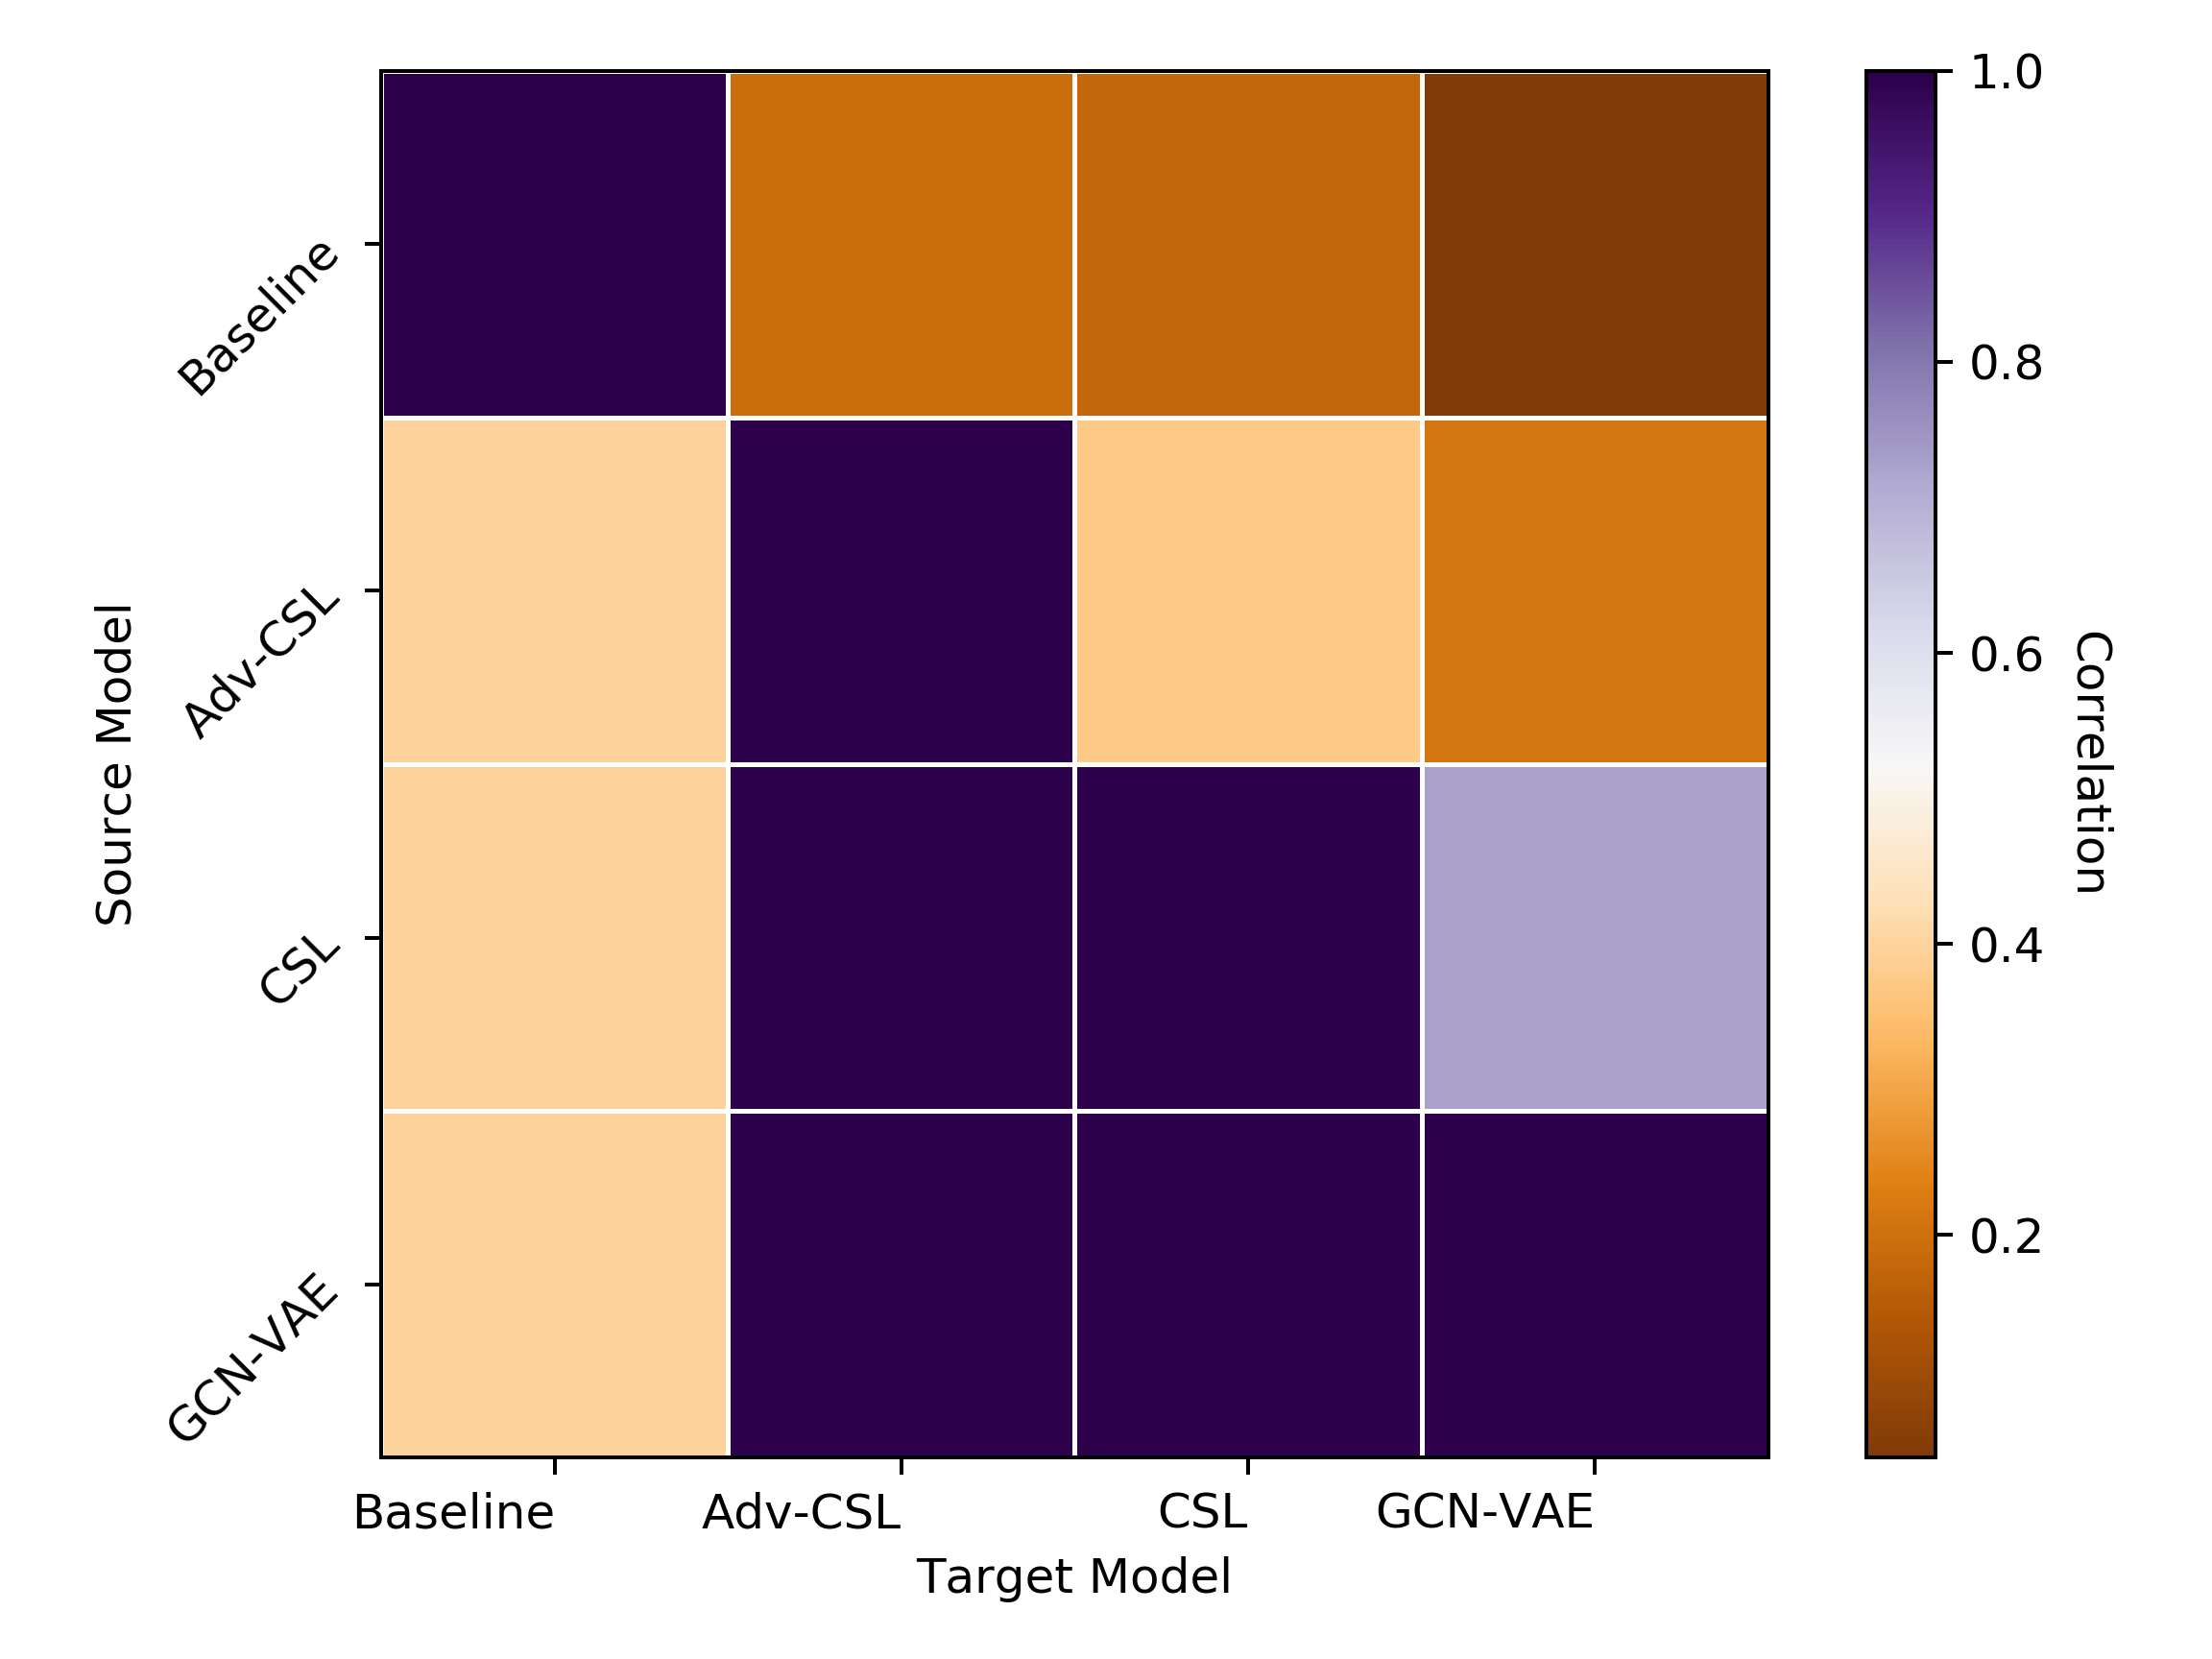 Source Model
Baseline
Adv-CSL
CSL
GCN-VAE
Baseline
Adv-CSL
CSL
GCN-VAE
Target Model
1.0
0.8
0.6
0.4
0.2
Correlation